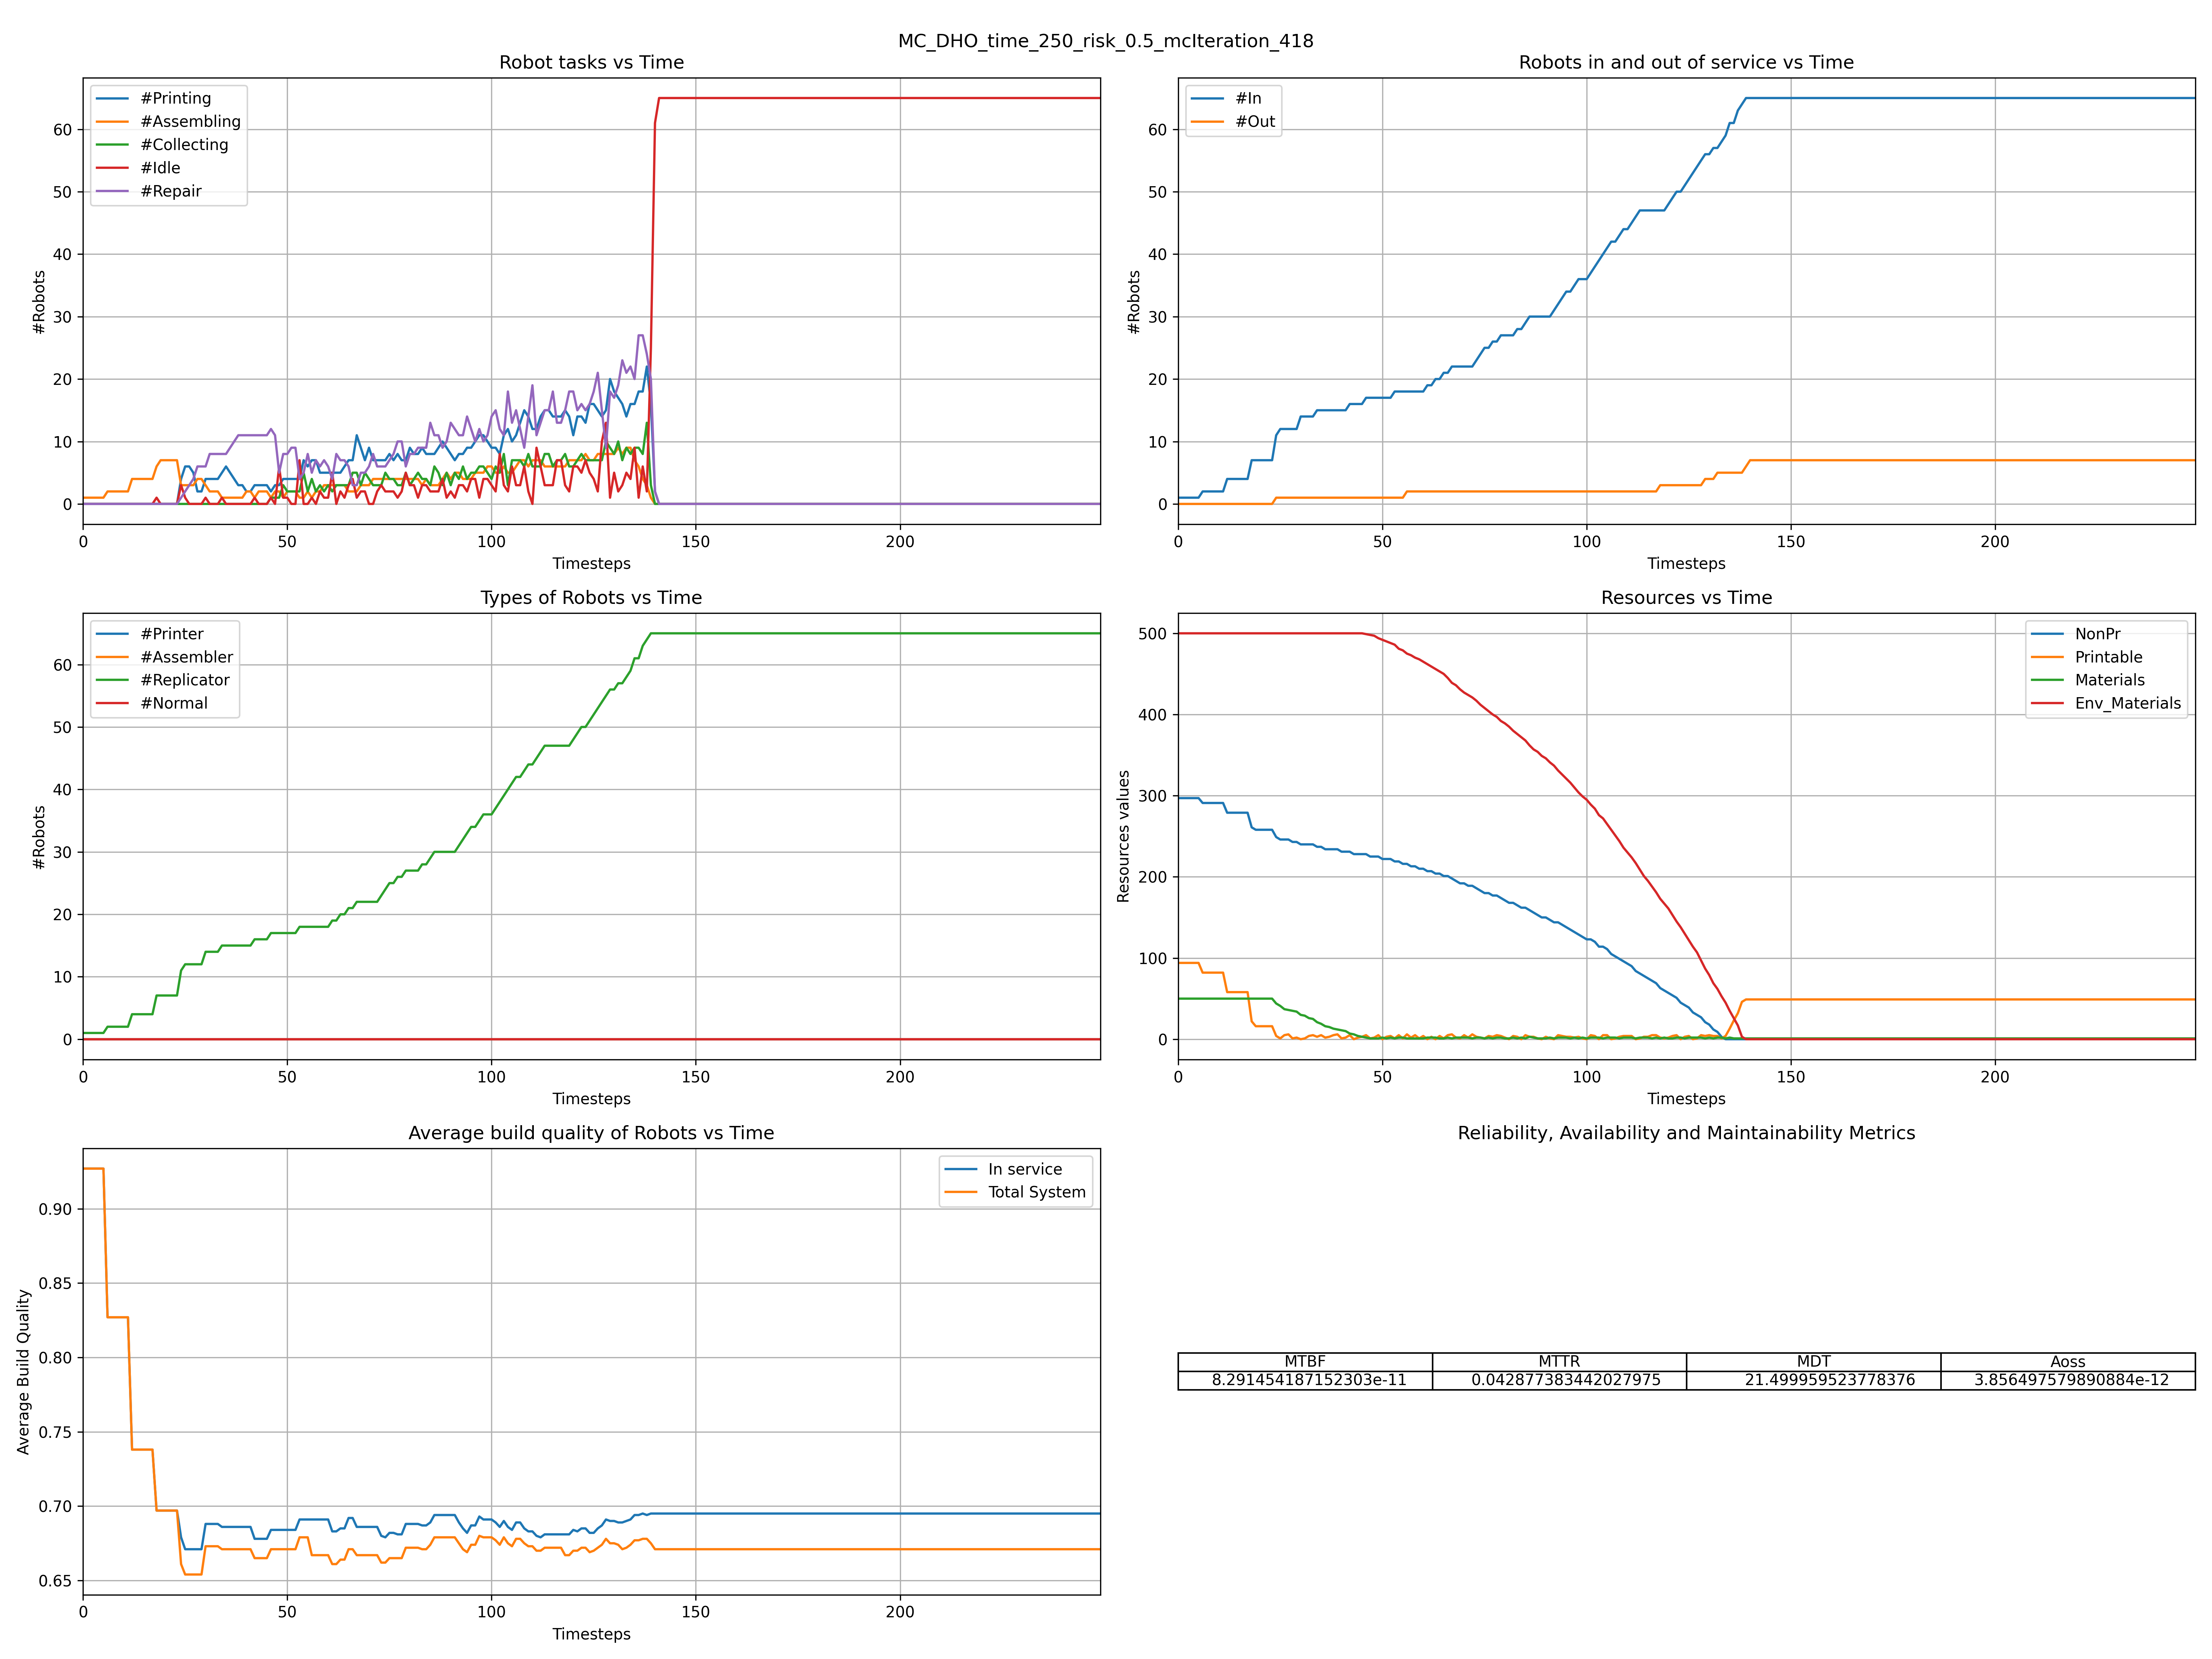 MC_DHO_time_250_risk_0.5_mcIteration_418
Robot tasks vs Time
#Printing
#Assembling
#Collecting
#Idle
#Repair
#Robots
60
50
40
30
20
10
0
0 50 100 150 200
Timesteps
Robots in and out of service vs Time
#In
#Out
#Robots
60
50
40
30
20
10
0
0 50 100 150 200
Timesteps
Types of Robots vs Time
#Printer
#Assembler
#Replicator
#Normal
#Robots
60
50
40
30
20
10
0
0 50 100 150 200
Timesteps
Resources vs Time
NonPr
Printable
Materials
Env_Materials
Resources values
500
400
300
200
100
0
0 50 100 150 200
Timesteps
Average build quality of Robots vs Time
In service
Total System
Average Build Quality
0.90
0.85
0.80
0.75
0.70
0.65
0 50 100 150 200
Timesteps
Reliability, Availability and Maintainability Metrics
MTBF MTTR MDT Aoss
8.291454187152303e-11 0.042877383442027975 21.499959523778376 3.856497579890884e-12